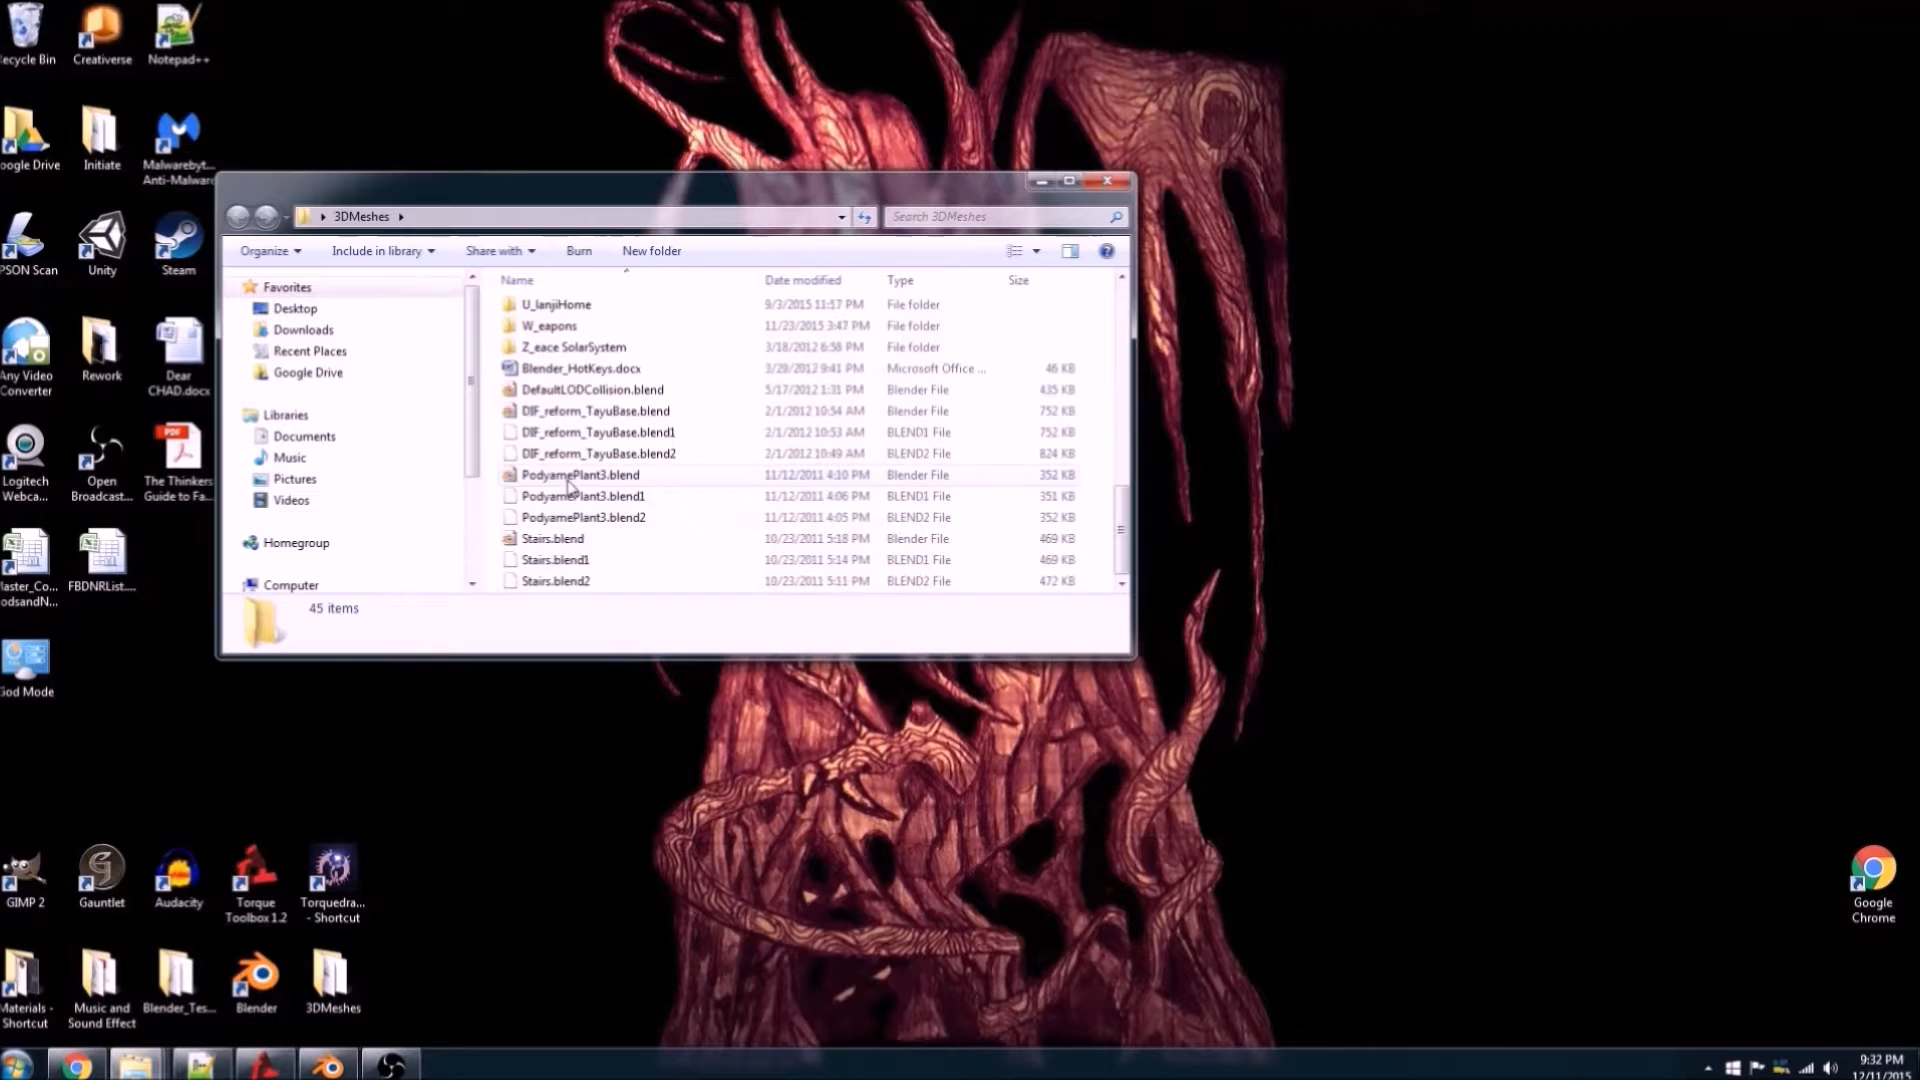 ecycle Bin
Creativerse
Notepad++
oogle Drive
Initiate
Malwarebyt...
Anti-Malware
PSON Scan
Unity
Steam
Any Video
Converter
Rework
Dear
CHAD.docx
Logitech
Webca...
Open
Broadcast...
PDF
The Thinkers
Guide to Fa...
Master_Co...
odsandN...
FBDNRList....
God Mode
3DMeshes
Search 3DMeshes
Organize
Include in library
Share with
Burn
New folder
Favorites
Desktop
Downloads
Recent Places
Google Drive
Libraries
Documents
Music
Pictures
Videos
Homegroup
Computer
Name Date modified Type Size
U_lanjiHome 9/3/2015 11:17 PM File folder
W_eapons 11/23/2015 3:47 PM File folder
Z_eace SolarSystem 3/18/2012 6:58 PM File folder
Blender_HotKeys.docx 3/29/2012 9:41 PM Microsoft Office ... 46 KB
DefaultLODCollision.blend 5/17/2012 1:31 PM Blender File 435 KB
DIF_reform_TayuBase.blend 2/1/2012 10:54 AM Blender File 752 KB
DIF_reform_TayuBase.blend1 2/1/2012 10:53 AM BLEND1 File 752 KB
DIF_reform_TayuBase.blend2 2/1/2012 10:49 AM BLEND2 File 824 KB
PodyamePlant3.blend 11/12/2011 4:10 PM Blender File 352 KB
PodyamePlant3.blend1 11/12/2011 4:06 PM BLEND1 File 351 KB
PodyamePlant3.blend2 11/12/2011 4:05 PM BLEND2 File 352 KB
Stairs.blend 10/23/2011 5:18 PM Blender File 469 KB
Stairs.blend1 10/23/2011 5:14 PM BLEND1 File 469 KB
Stairs.blend2 10/23/2011 5:11 PM BLEND2 File 472 KB
45 items
GIMP 2
Gauntlet
Audacity
Torque
Toolbox 1.2
Torquedra...
- Shortcut
Google
Chrome
Materials -
Shortcut
Music and
Sound Effect
Blender_Tes...
Blender
3DMeshes
9:32 PM
12/11/2015